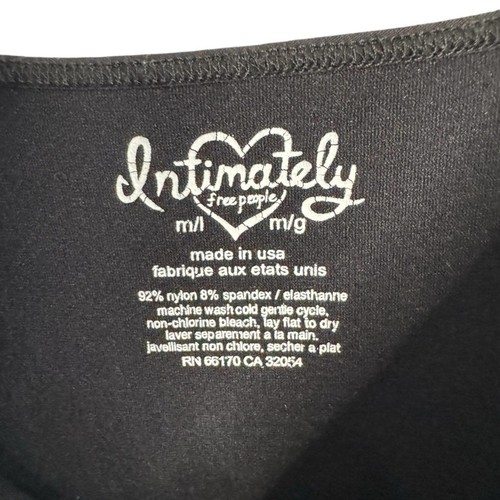 Intimately
free people
m/l m/g
made in usa
fabrique aux etats unis
92% nylon 8% spandex / elasthanne
machine wash cold gentle cycle,
non-chlorine bleach, lay flat to dry
laver separement a la main,
javellisant non chlore, secher a plat
RN 66170 CA 32054